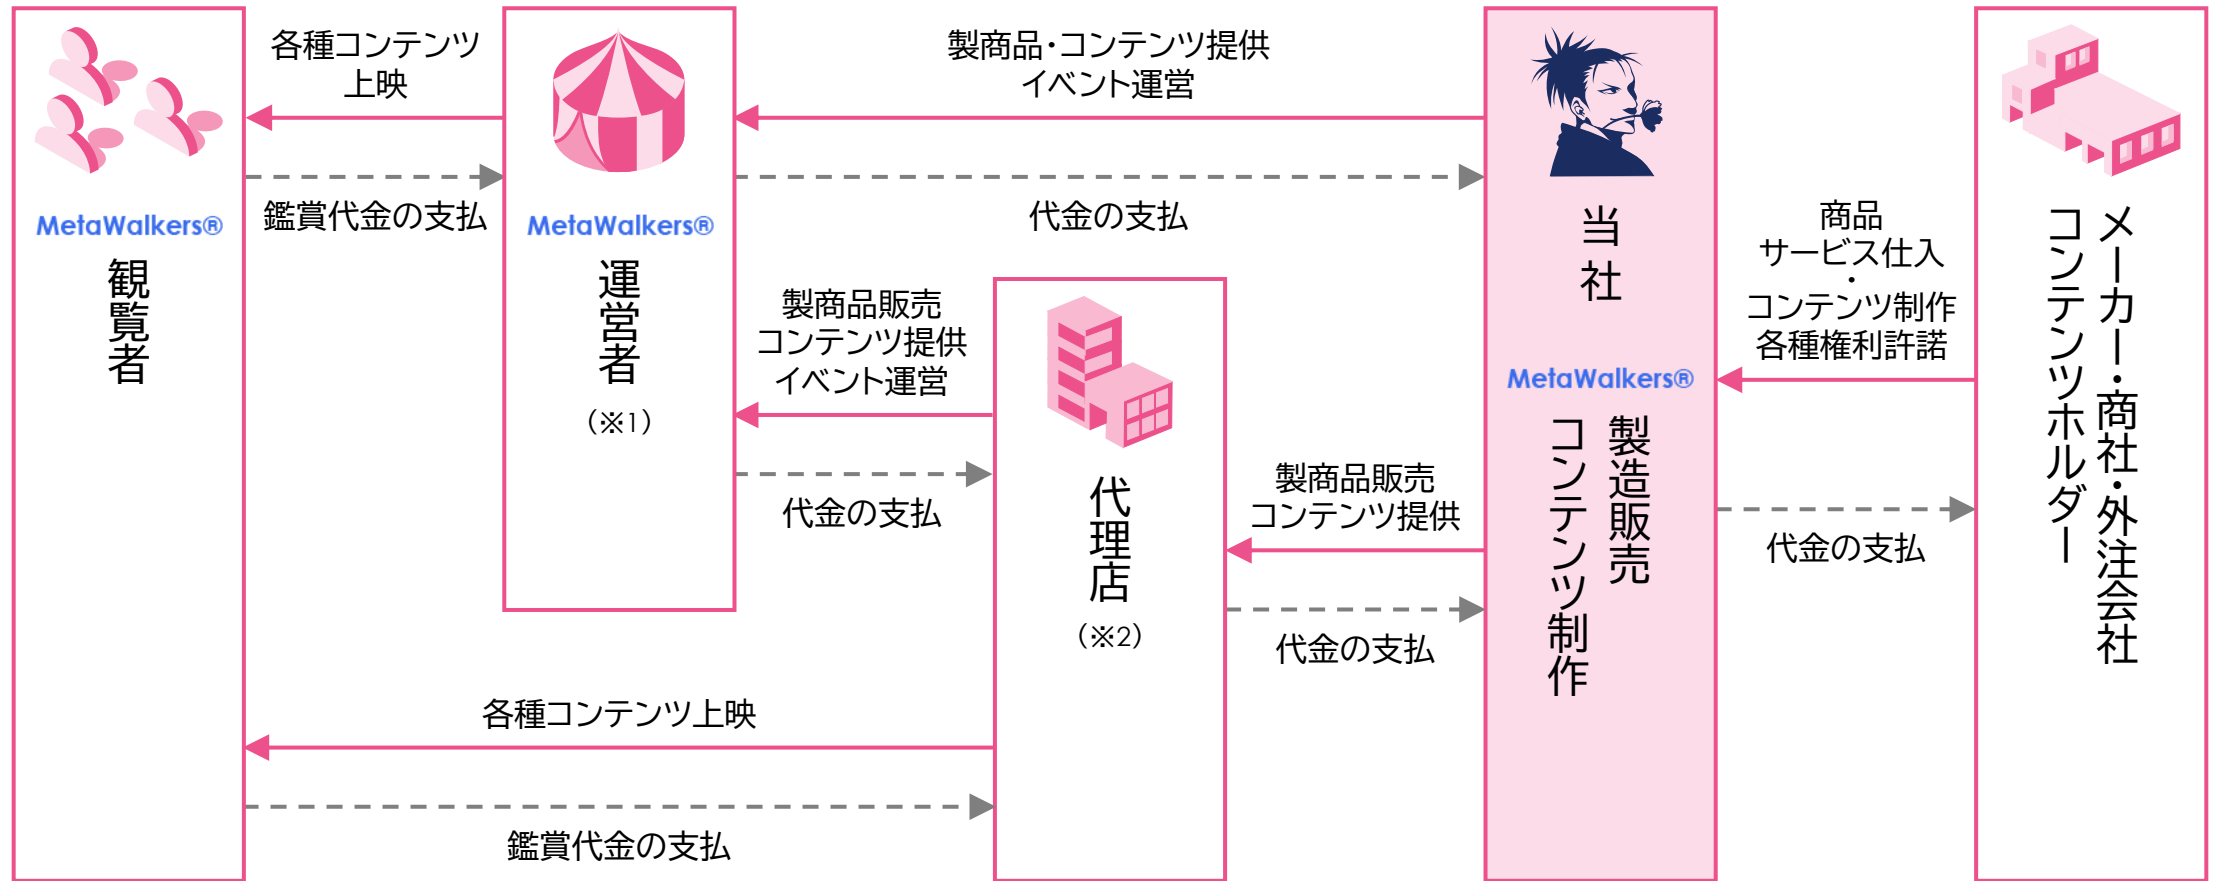 各種コンテンツ
上映
鑑賞代金の支払
MetaWalkers®
観覧者
MetaWalkers®
運営者
（※1）
製商品・コンテンツ提供
イベント運営
代金の支払
製商品販売
コンテンツ提供
イベント運営
代金の支払
代理店
（※2）
製商品販売
コンテンツ提供
代金の支払
当社
MetaWalkers®
製造販売
コンテンツ制作
商品
サービス仕入
・
コンテンツ制作
各種権利許諾
代金の支払
メーカー・商社・外注会社
コンテンツホルダー
各種コンテンツ上映
鑑賞代金の支払